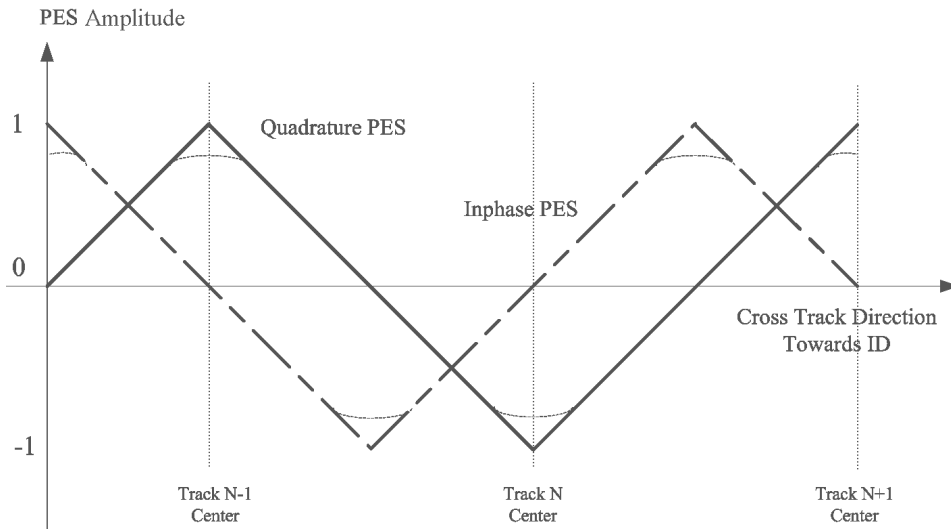 PES Amplitude
1
Quadrature PES
Inphase PES
0
Cross Track Direction
Towards ID
-1
Track N-1
Center
Track N
Center
Track N+1
Center